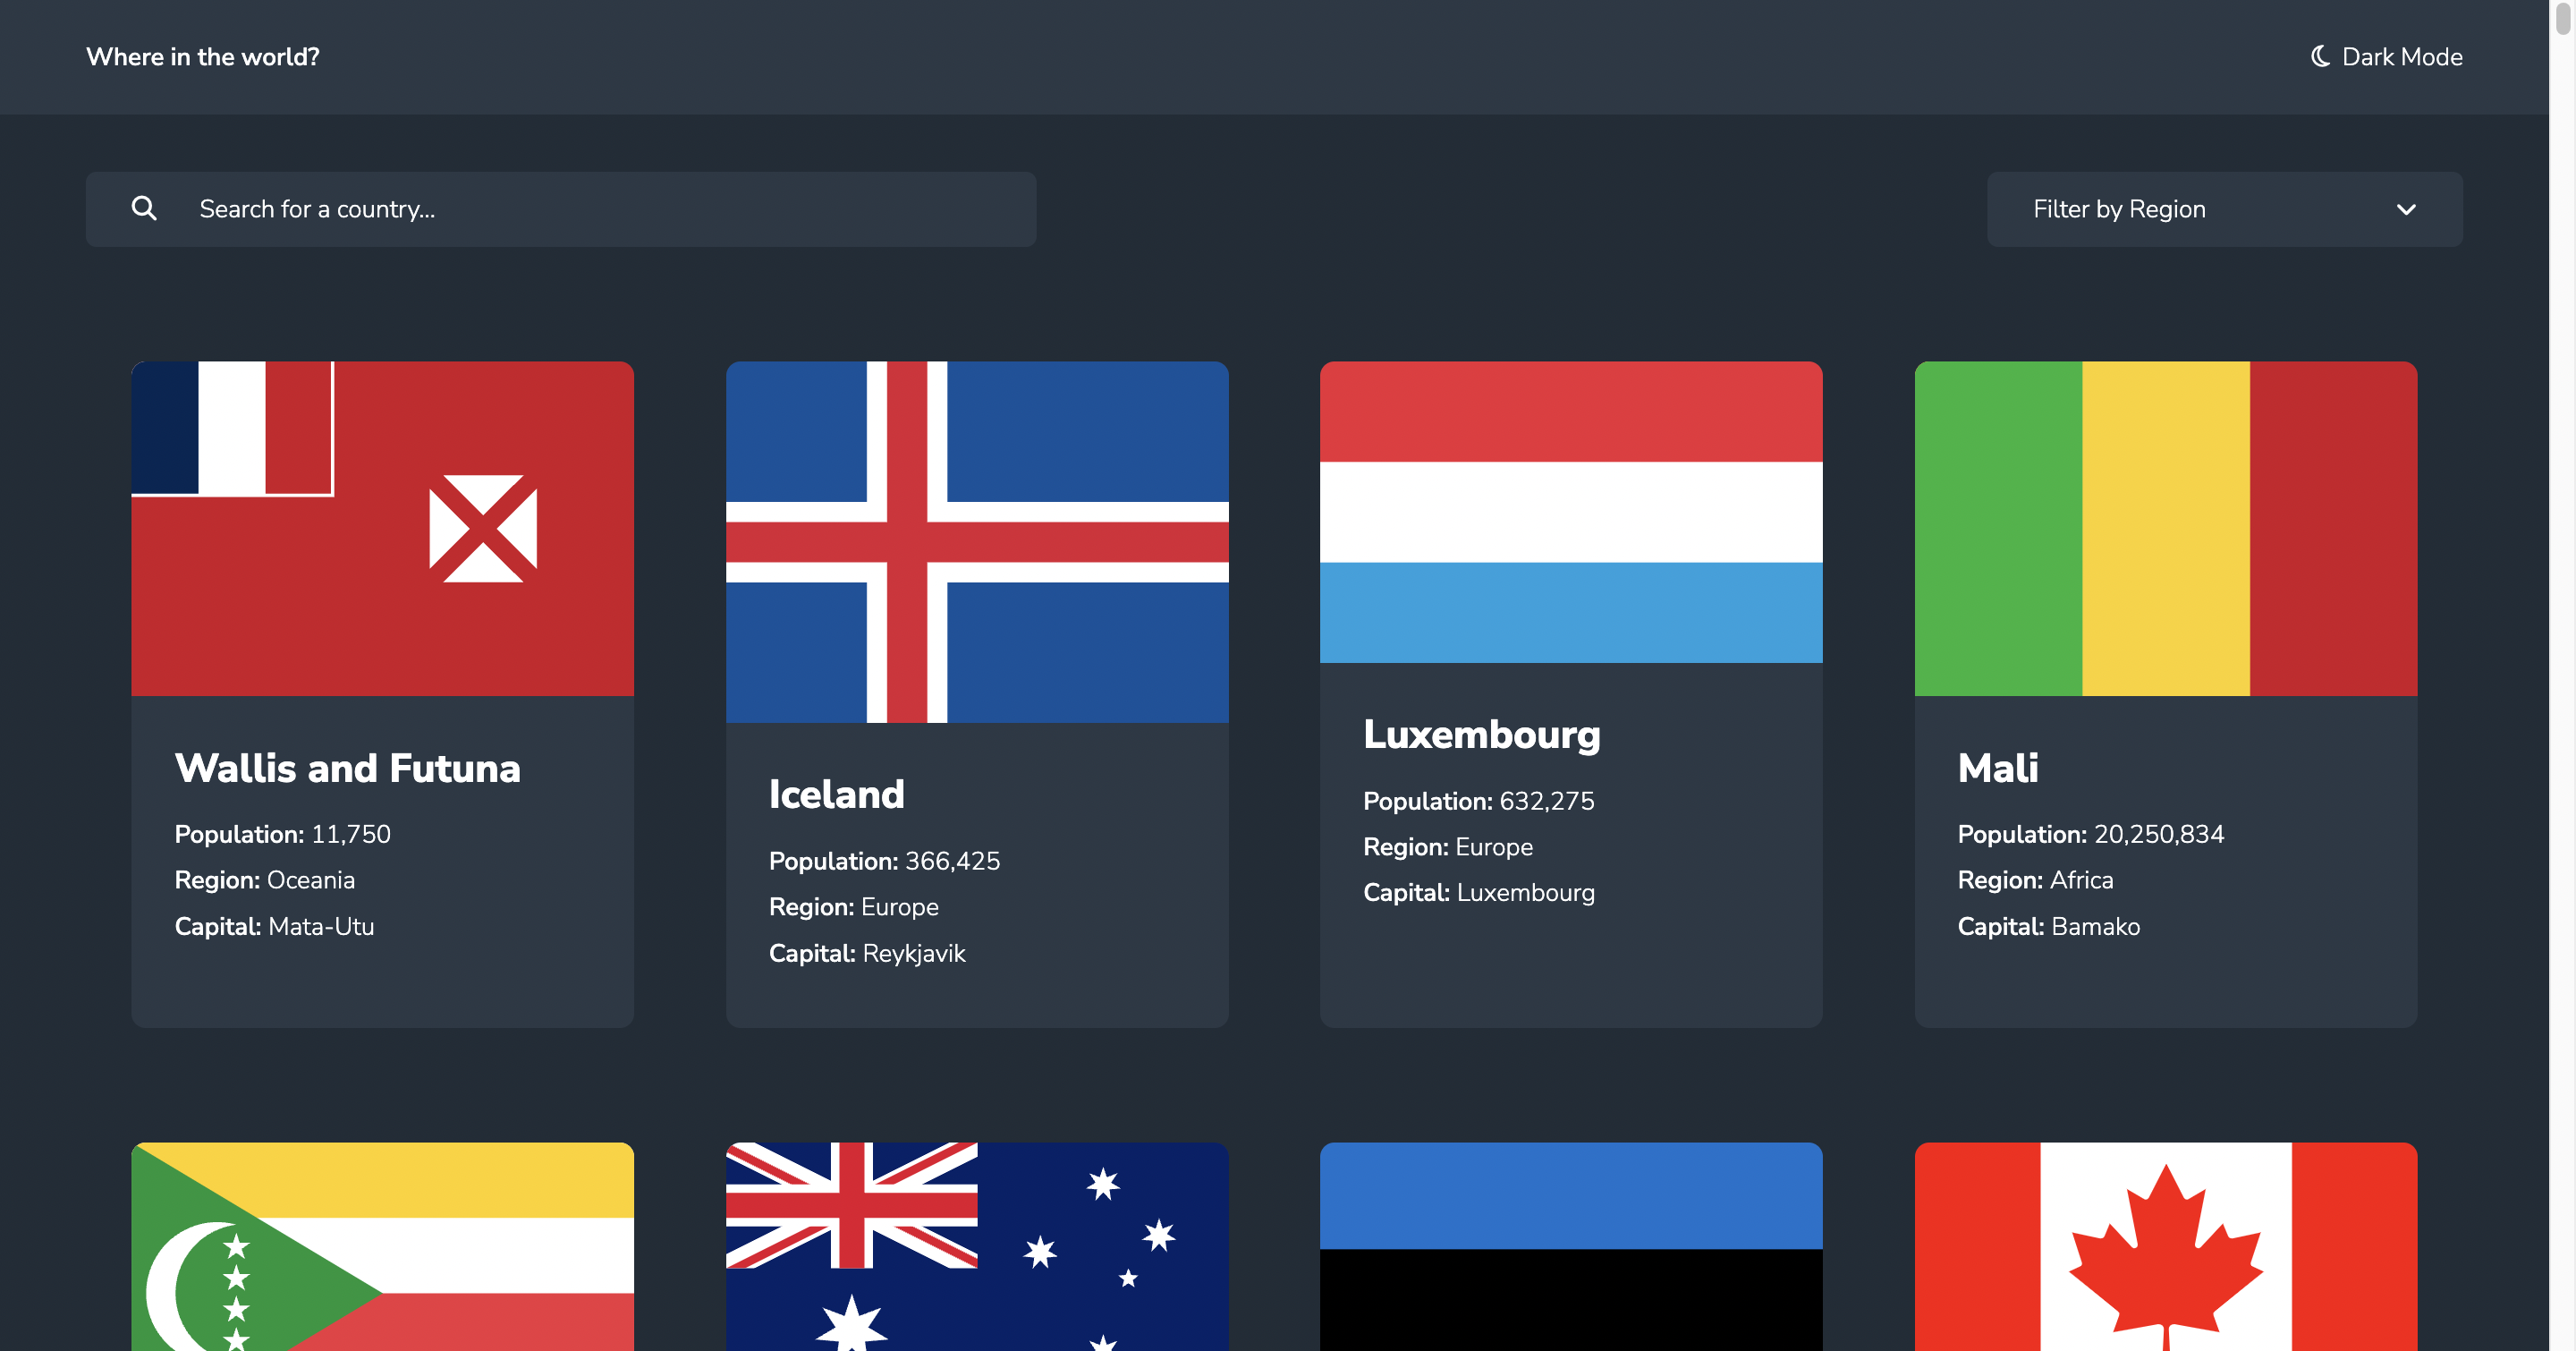 Where in the world?
Dark Mode
Search for a country...
Filter by Region
Wallis and Futuna
Population: 11,750
Region: Oceania
Capital: Mata-Utu
Iceland
Population: 366,425
Region: Europe
Capital: Reykjavik
Luxembourg
Population: 632,275
Region: Europe
Capital: Luxembourg
Mali
Population: 20,250,834
Region: Africa
Capital: Bamako